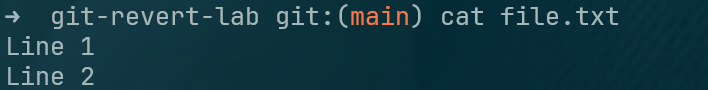 ➜ git-revert-lab git:(main) cat file.txt
Line 1
Line 2